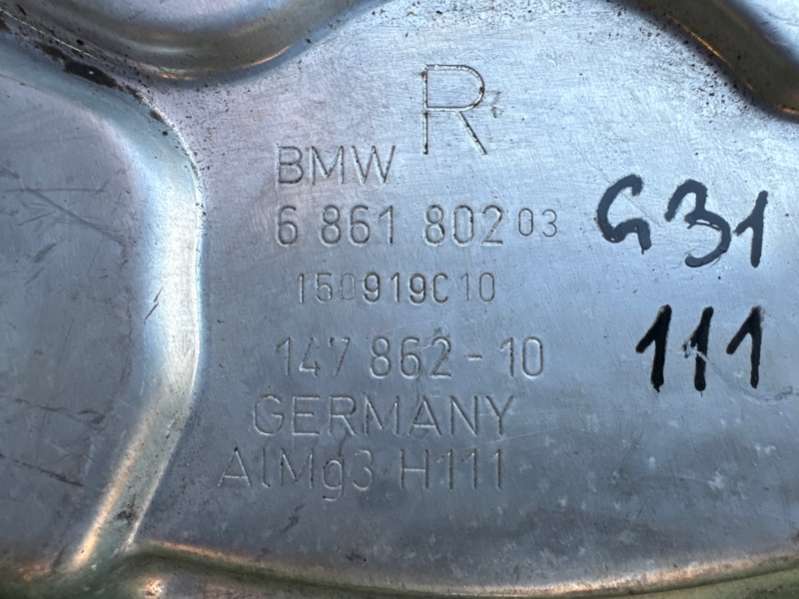 R
BMW
6 861 802 03
G31
150919C10
111
147 862-10
GERMANY
AlMg3 H111